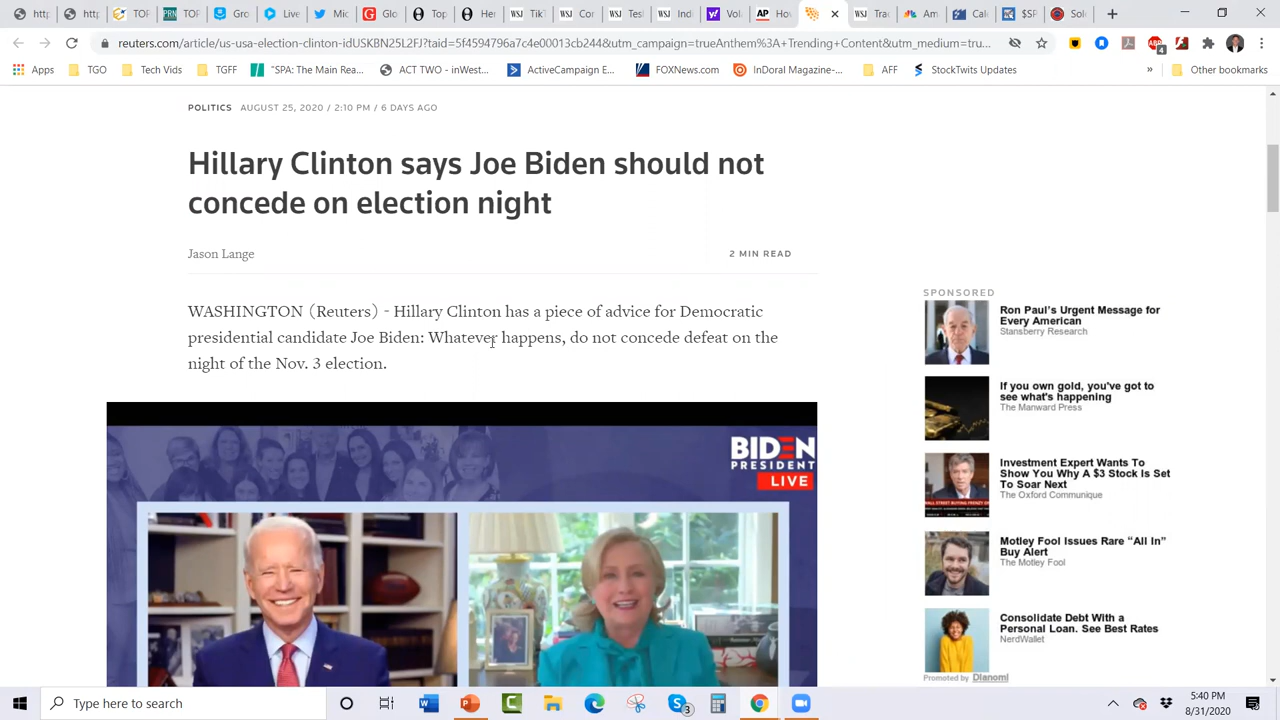 reuters.com/article/us-usa-election-clinton-idUSKBN25L2FJ?taid=5f4594796a7c4600013cb244&utm_campaign=trueAnthem%3A+Trending+Content&utm_medium=tru...
4
Apps TGO Tech Vids GFF "SPA: The Main Rea... ACT TWO - inWest... ActiveCampaign E... FOXNews.com InDoral Magazine-... AFF StockTwits Updates » Other bookmarks
POLITICS AUGUST 25, 2020 / 2:10 PM / 6 DAYS AGO
Hillary Clinton says Joe Biden should not
concede on election night
Jason Lange
2 MIN READ
WASHINGTON (Reuters) - Hillary Clinton has a piece of advice for Democratic
presidential candidate Joe Biden: Whatever happens, do not concede defeat on the
night of the Nov. 3 election.
BIDEN
PRESIDENT
LIVE
SPONSORED
Ron Paul's Urgent Message for
Every American
Stansberry Research
If you own gold, you've got to
see what's happening
The Manward Press
Investment Expert Wants To
Show You Why A $3 Stock Is Set
To Soar Next
The Oxford Communique
Motley Fool Issues Rare "All In"
Buy Alert
The Motley Fool
Consolidate Debt With a
Personal Loan. See Best Rates
NerdWallet
Promoted by Dianomi
Type here to search
3
5:40 PM
8/31/2020